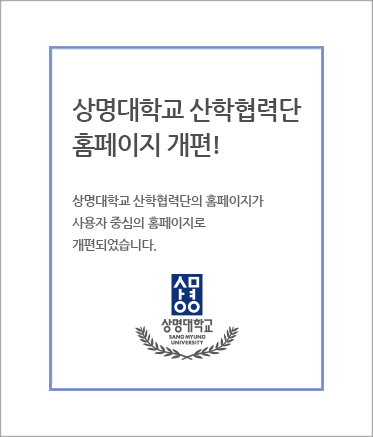 상명대학교 산학협력단
홈페이지 개편!
상명대학교 산학협력단의 홈페이지가
사용자 중심의 홈페이지로
개편되었습니다.
상명
상명대학교
SANG MYUNG
UNIVERSITY